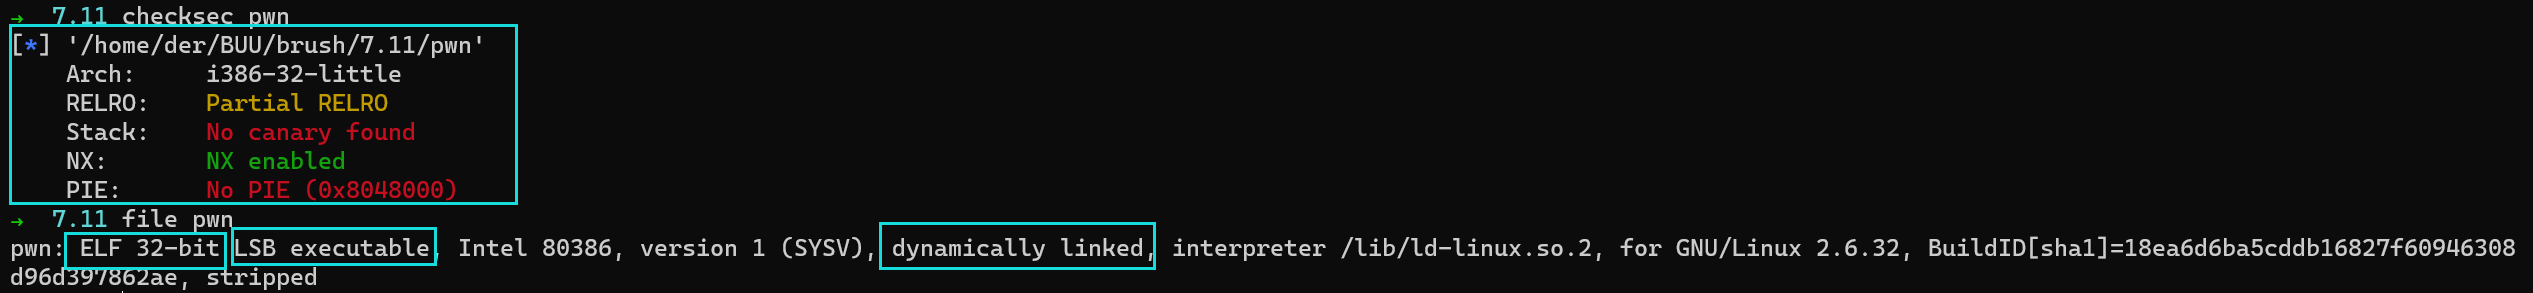 → 7.11 checksec pwn
[*] '/home/der/BUU/brush/7.11/pwn'
Arch: i386-32-little
RELRO: Partial RELRO
Stack: No canary found
NX: NX enabled
PIE: No PIE (0x8048000)
→ 7.11 file pwn
pwn: ELF 32-bit LSB executable, Intel 80386, version 1 (SYSV), dynamically linked, interpreter /lib/ld-linux.so.2, for GNU/Linux 2.6.32, BuildID[sha1]=18ea6d6ba5cddb16827f60946308
d96d397862ae, stripped